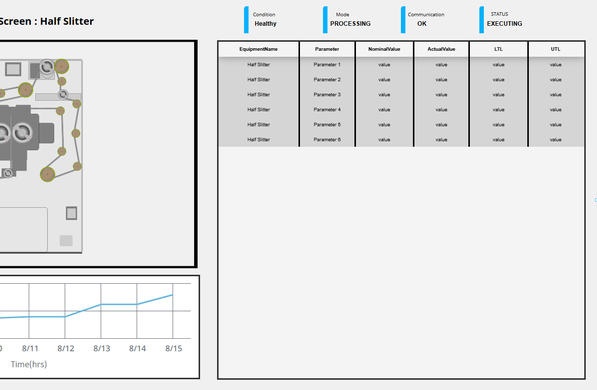 Screen : Half Slitter
Condition
Healthy
Mode
PROCESSING
Communication
OK
STATUS
EXECUTING
EquipmentName Parameter NominalValue ActualValue LTL UTL
Half Slitter Parameter 1 value value value value
Half Slitter Parameter 2 value value value value
Half Slitter Parameter 3 value value value value
Half Slitter Parameter 4 value value value value
Half Slitter Parameter 5 value value value value
Half Slitter Parameter 6 value value value value
8/11 8/12 8/13 8/14 8/15
Time(hrs)